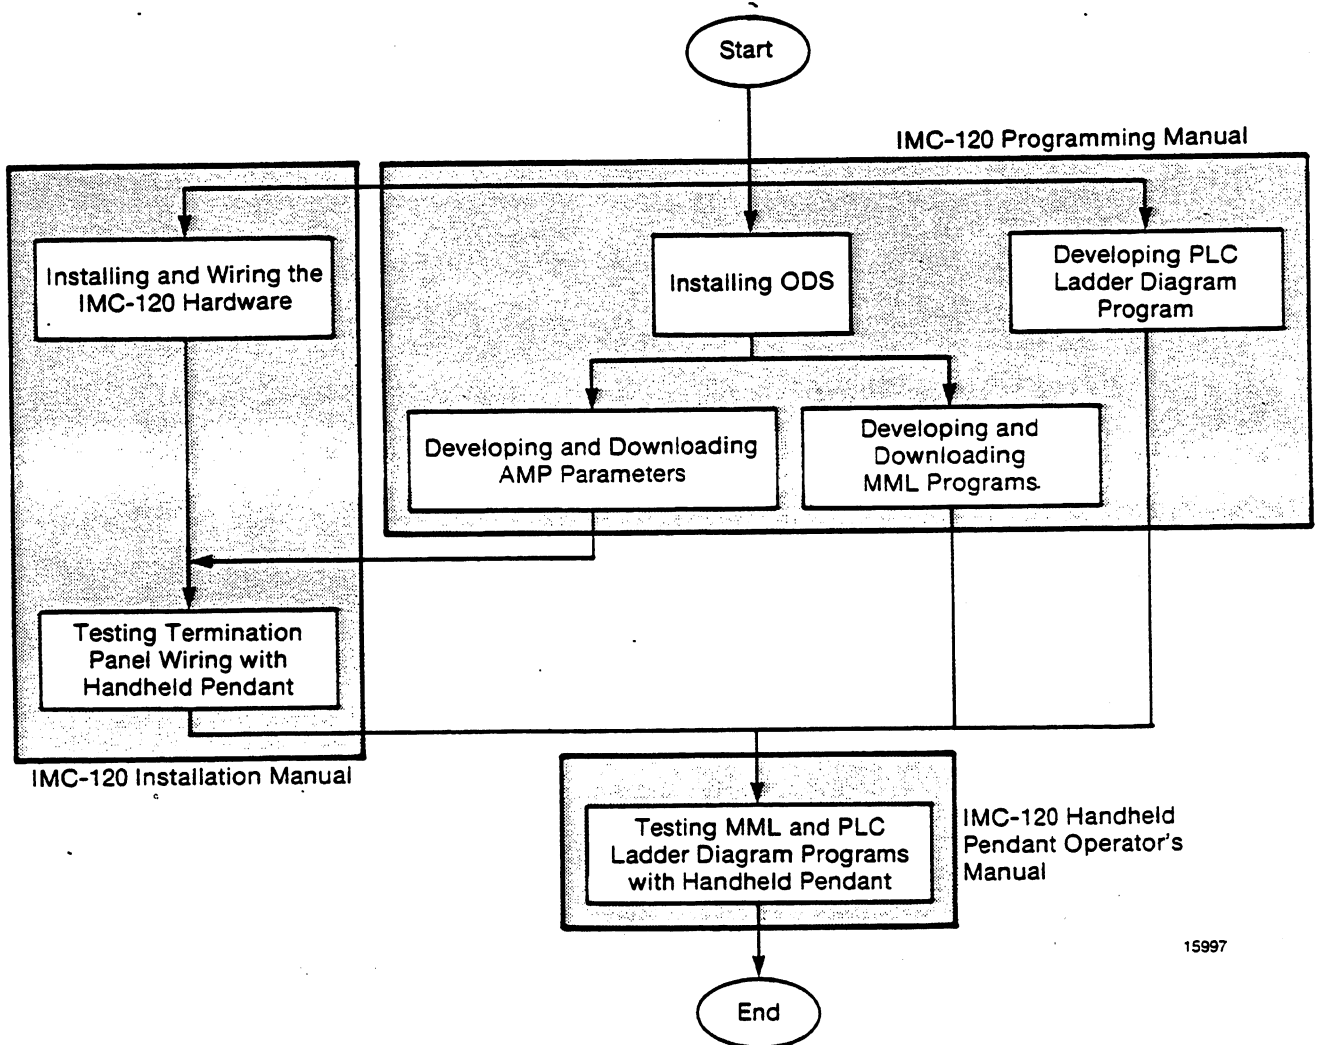 Start
IMC-120 Programming Manual
Installing and Wiring the
IMC-120 Hardware
Installing ODS
Developing PLC
Ladder Diagram
Program
Developing and Downloading
AMP Parameters
Developing and
Downloading
MML Programs
Testing Termination
Panel Wiring with
Handheld Pendant
IMC-120 Installation Manual
Testing MML and PLC
Ladder Diagram Programs
with Handheld Pendant
IMC-120 Handheld
Pendant Operator's
Manual
15997
End